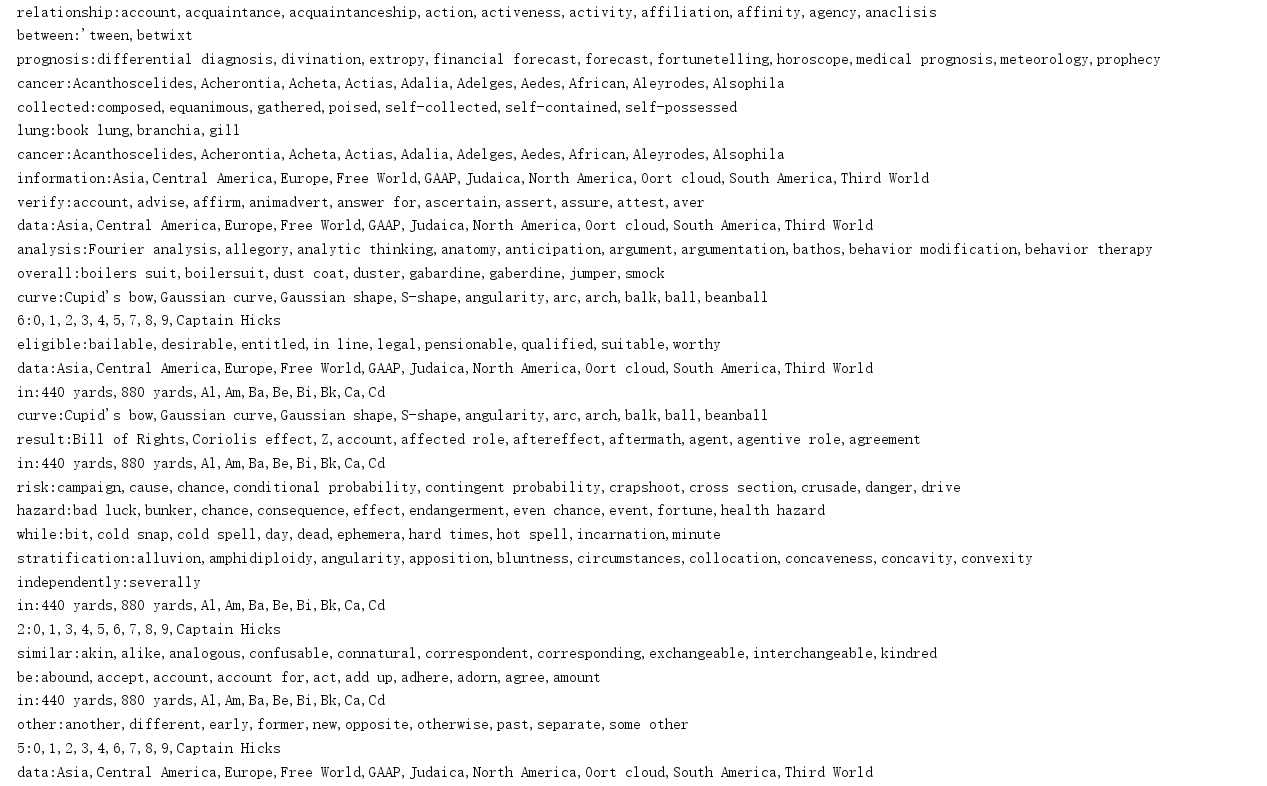 relationship:account,acquaintance,acquaintanceship,action,activeness,activity,affiliation,affinity,agency,anaclisis
between:'tween,betwixt
prognosis:differential diagnosis,divination,extropy,financial forecast,forecast,fortunetelling,horoscope,medical prognosis,meteorology,prophecy
cancer:Acanthoscelides,Acherontia,Acheta,Actias,Adalia,Adelges,Aedes,African,Aleyrodes,Alsophila
collected:composed,equanimous,gathered,poised,self-collected,self-contained,self-possessed
lung:book lung,branchia,gill
cancer:Acanthoscelides,Acherontia,Acheta,Actias,Adalia,Adelges,Aedes,African,Aleyrodes,Alsophila
information:Asia,Central America,Europe,Free World,GAAP,Judaica,North America,Oort cloud,South America,Third World
verify:account,advise,affirm,animadvert,answer for,ascertain,assert,assure,attest,aver
data:Asia,Central America,Europe,Free World,GAAP,Judaica,North America,Oort cloud,South America,Third World
analysis:Fourier analysis,allegory,analytic thinking,anatomy,anticipation,argument,argumentation,bathos,behavior modification,behavior therapy
overall:boilers suit,boilersuit,dust coat,duster,gabardine,gaberdine,jumper,smock
curve:Cupid's bow,Gaussian curve,Gaussian shape,S-shape,angularity,arc,arch,balk,ball,beanball
6:0,1,2,3,4,5,7,8,9,Captain Hicks
eligible:bailable,desirable,entitled,in line,legal,pensionable,qualified,suitable,worthy
data:Asia,Central America,Europe,Free World,GAAP,Judaica,North America,Oort cloud,South America,Third World
in:440 yards,880 yards,Al,Am,Ba,Be,Bi,Bk,Ca,Cd
curve:Cupid's bow,Gaussian curve,Gaussian shape,S-shape,angularity,arc,arch,balk,ball,beanball
result:Bill of Rights,Coriolis effect,Z,account,affected role,aftereffect,aftermath,agent,agentive role,agreement
in:440 yards,880 yards,Al,Am,Ba,Be,Bi,Bk,Ca,Cd
risk:campaign,cause,chance,conditional probability,contingent probability,crapshoot,cross section,crusade,danger,drive
hazard:bad luck,bunker,chance,consequence,effect,endangerment,even chance,event,fortune,health hazard
while:bit,cold snap,cold spell,day,dead,ephemera,hard times,hot spell,incarnation,minute
stratification:alluvion,amphidiploidy,angularity,apposition,bluntness,circumstances,collocation,concaveness,concavity,convexity
independently:severally
in:440 yards,880 yards,Al,Am,Ba,Be,Bi,Bk,Ca,Cd
2:0,1,3,4,5,6,7,8,9,Captain Hicks
similar:akin,alike,analogous,confusable,connatural,correspondent,corresponding,exchangeable,interchangeable,kindred
be:abound,accept,account,account for,act,add up,adhere,adorn,agree,amount
in:440 yards,880 yards,Al,Am,Ba,Be,Bi,Bk,Ca,Cd
other:another,different,early,former,new,opposite,otherwise,past,separate,some other
5:0,1,2,3,4,6,7,8,9,Captain Hicks
data:Asia,Central America,Europe,Free World,GAAP,Judaica,North America,Oort cloud,South America,Third World